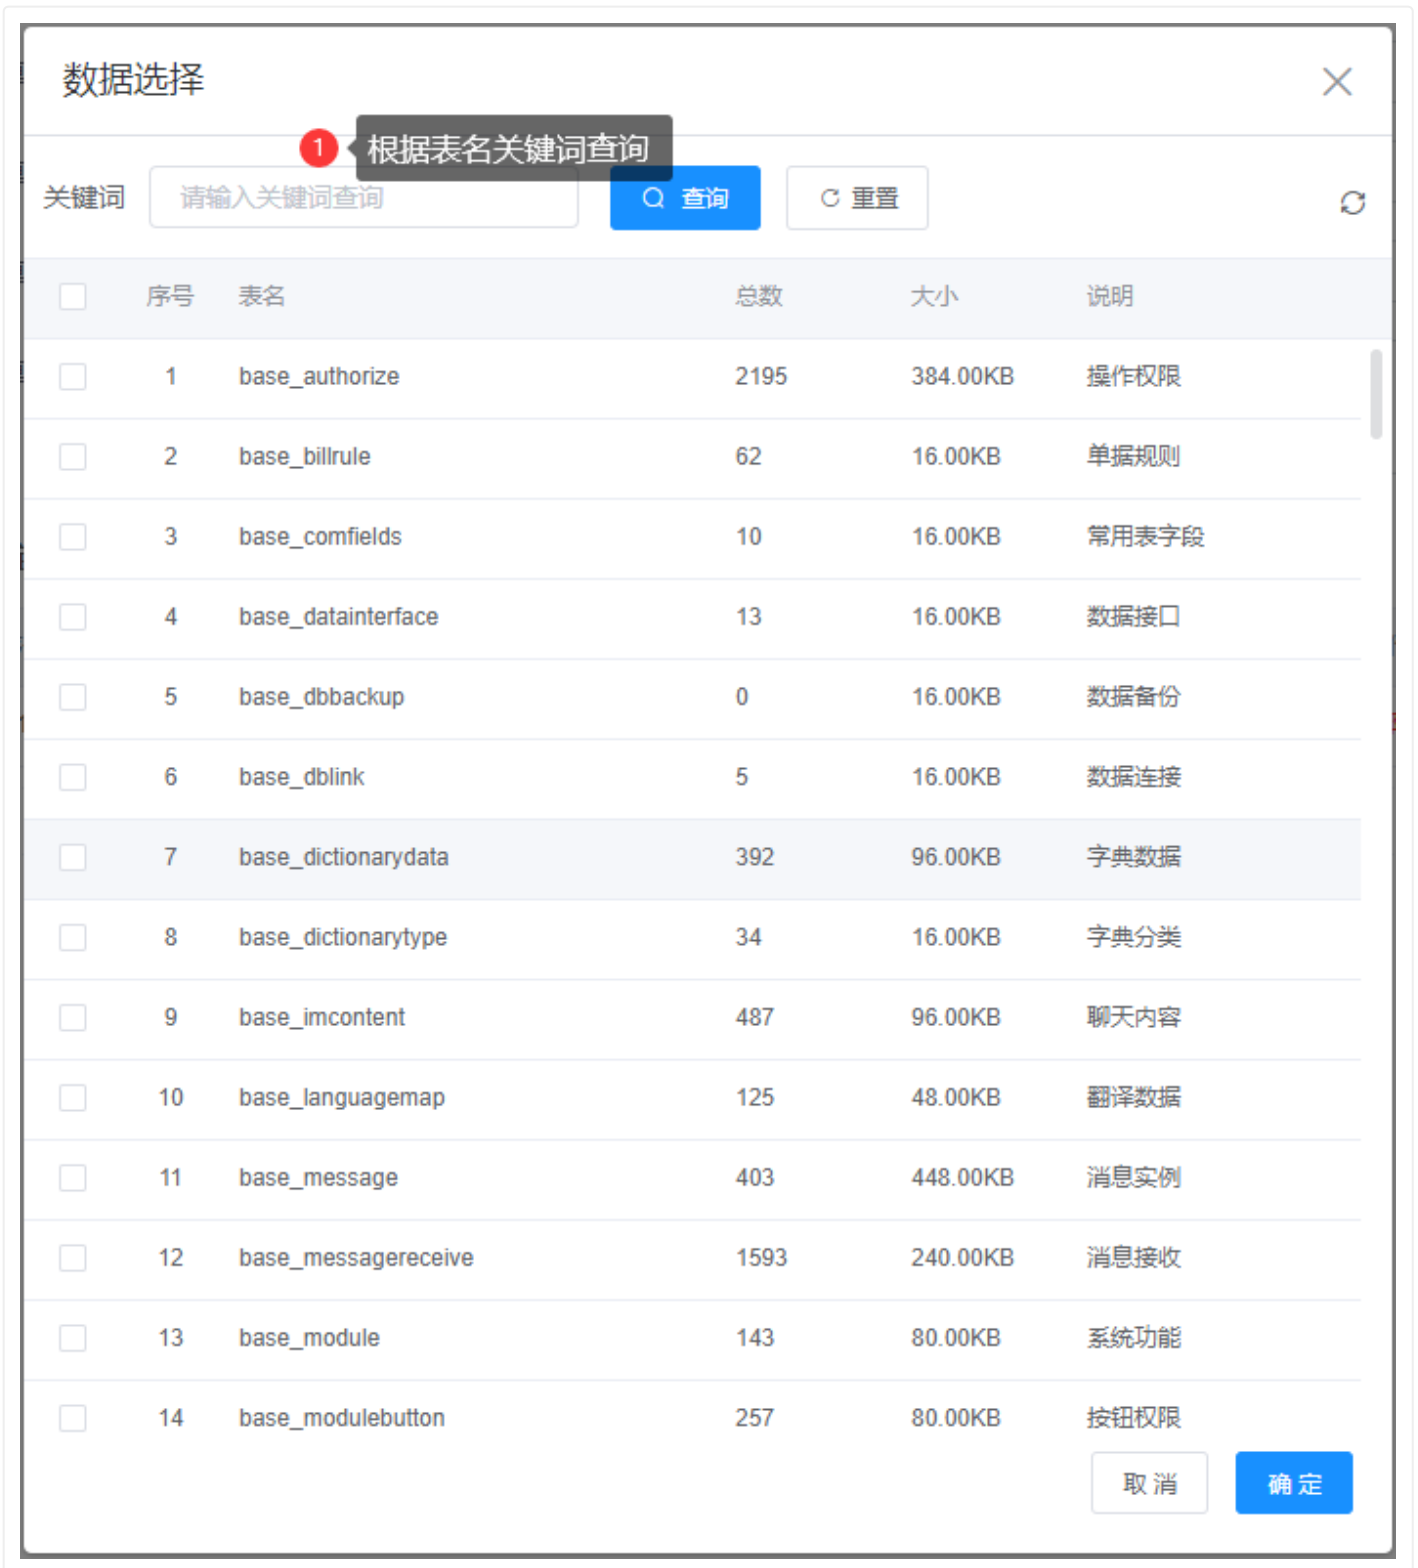 数据选择
1 根据表名关键词查询
关键词 请输入关键词查询 查询 重置
序号 表名 总数 大小 说明
1 base_authorize 2195 384.00KB 操作权限
2 base_billrule 62 16.00KB 单据规则
3 base_comfields 10 16.00KB 常用表字段
4 base_datainterface 13 16.00KB 数据接口
5 base_dbbackup 0 16.00KB 数据备份
6 base_dblink 5 16.00KB 数据连接
7 base_dictionarydata 392 96.00KB 字典数据
8 base_dictionarytype 34 16.00KB 字典分类
9 base_imcontent 487 96.00KB 聊天内容
10 base_languagemap 125 48.00KB 翻译数据
11 base_message 403 448.00KB 消息实例
12 base_messagereceive 1593 240.00KB 消息接收
13 base_module 143 80.00KB 系统功能
14 base_modulebutton 257 80.00KB 按钮权限
取消 确定